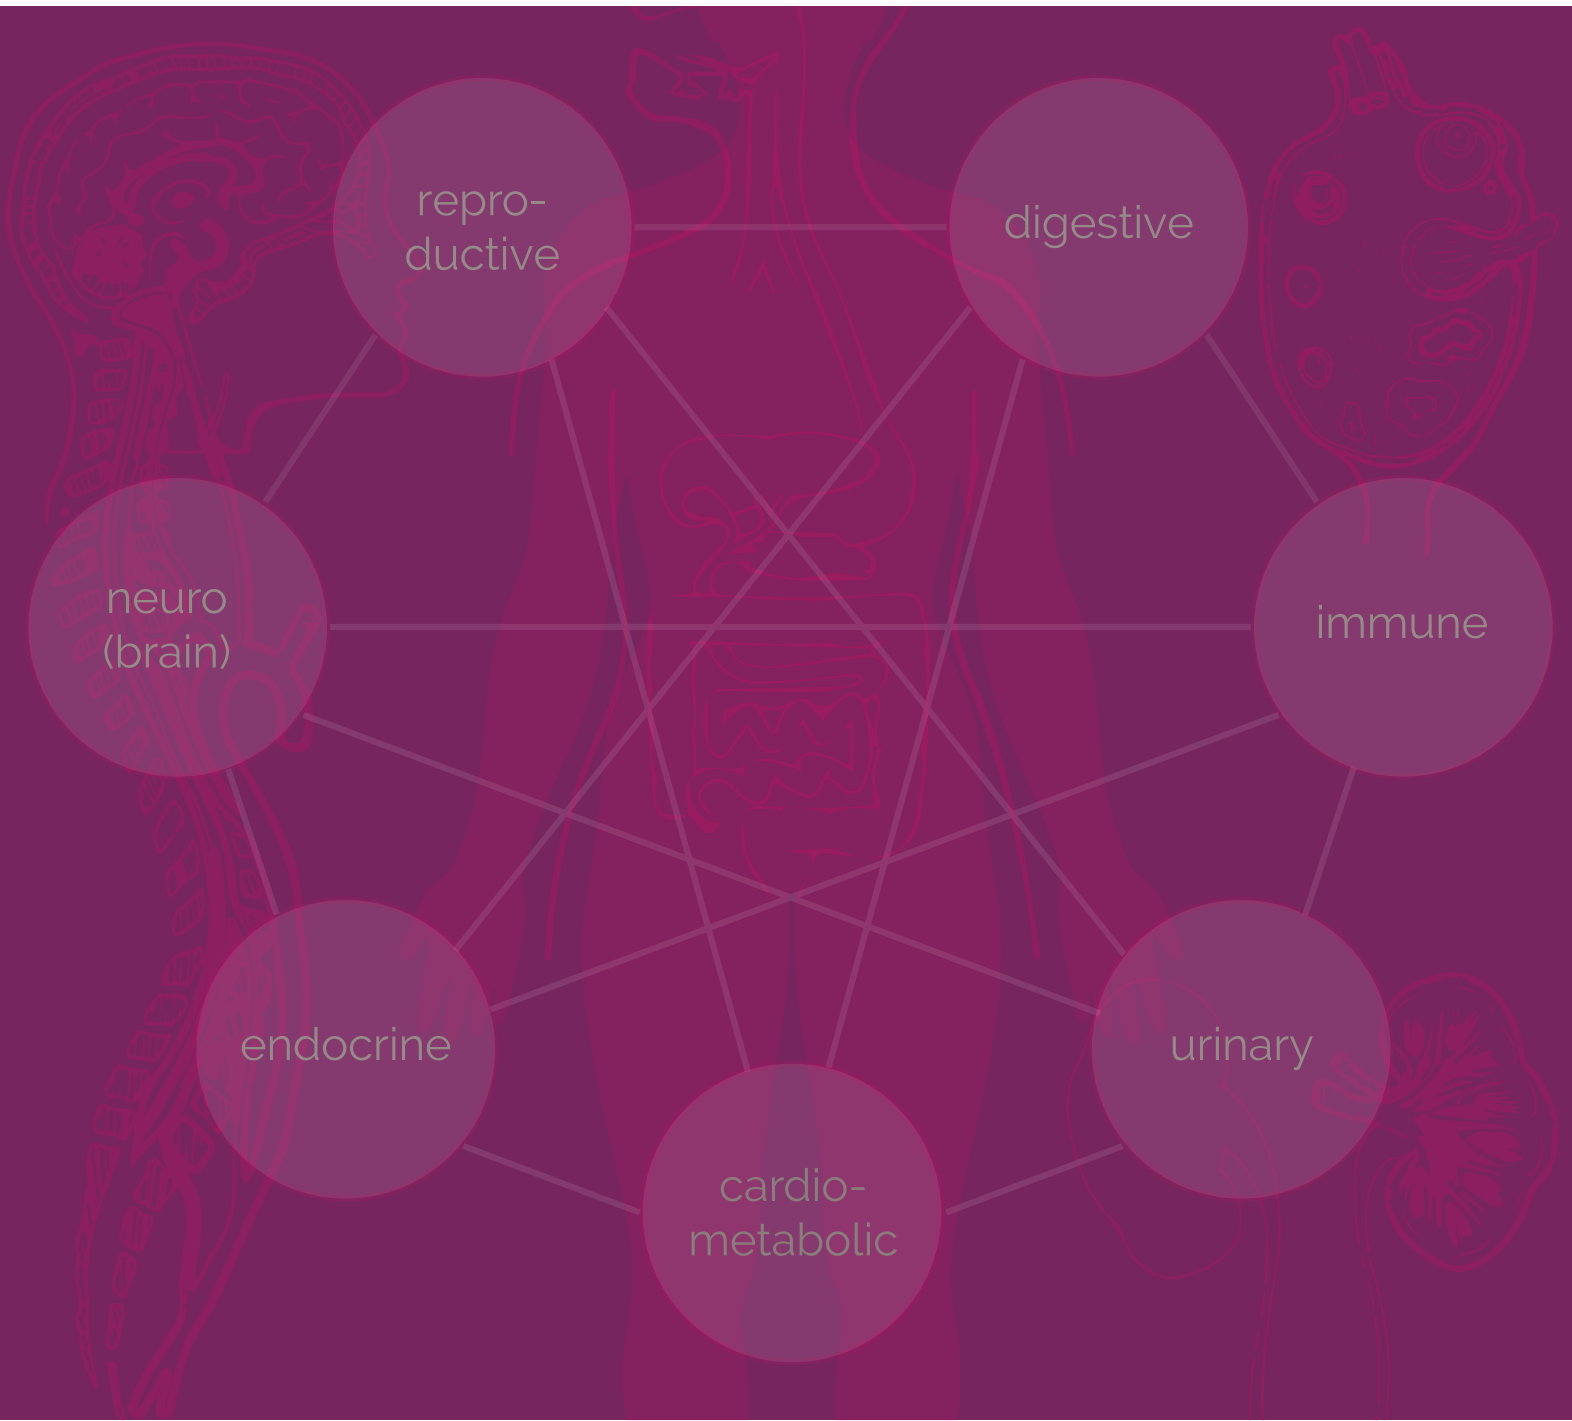 repro-
ductive
digestive
neuro
(brain)
immune
endocrine
urinary
cardio-
metabolic